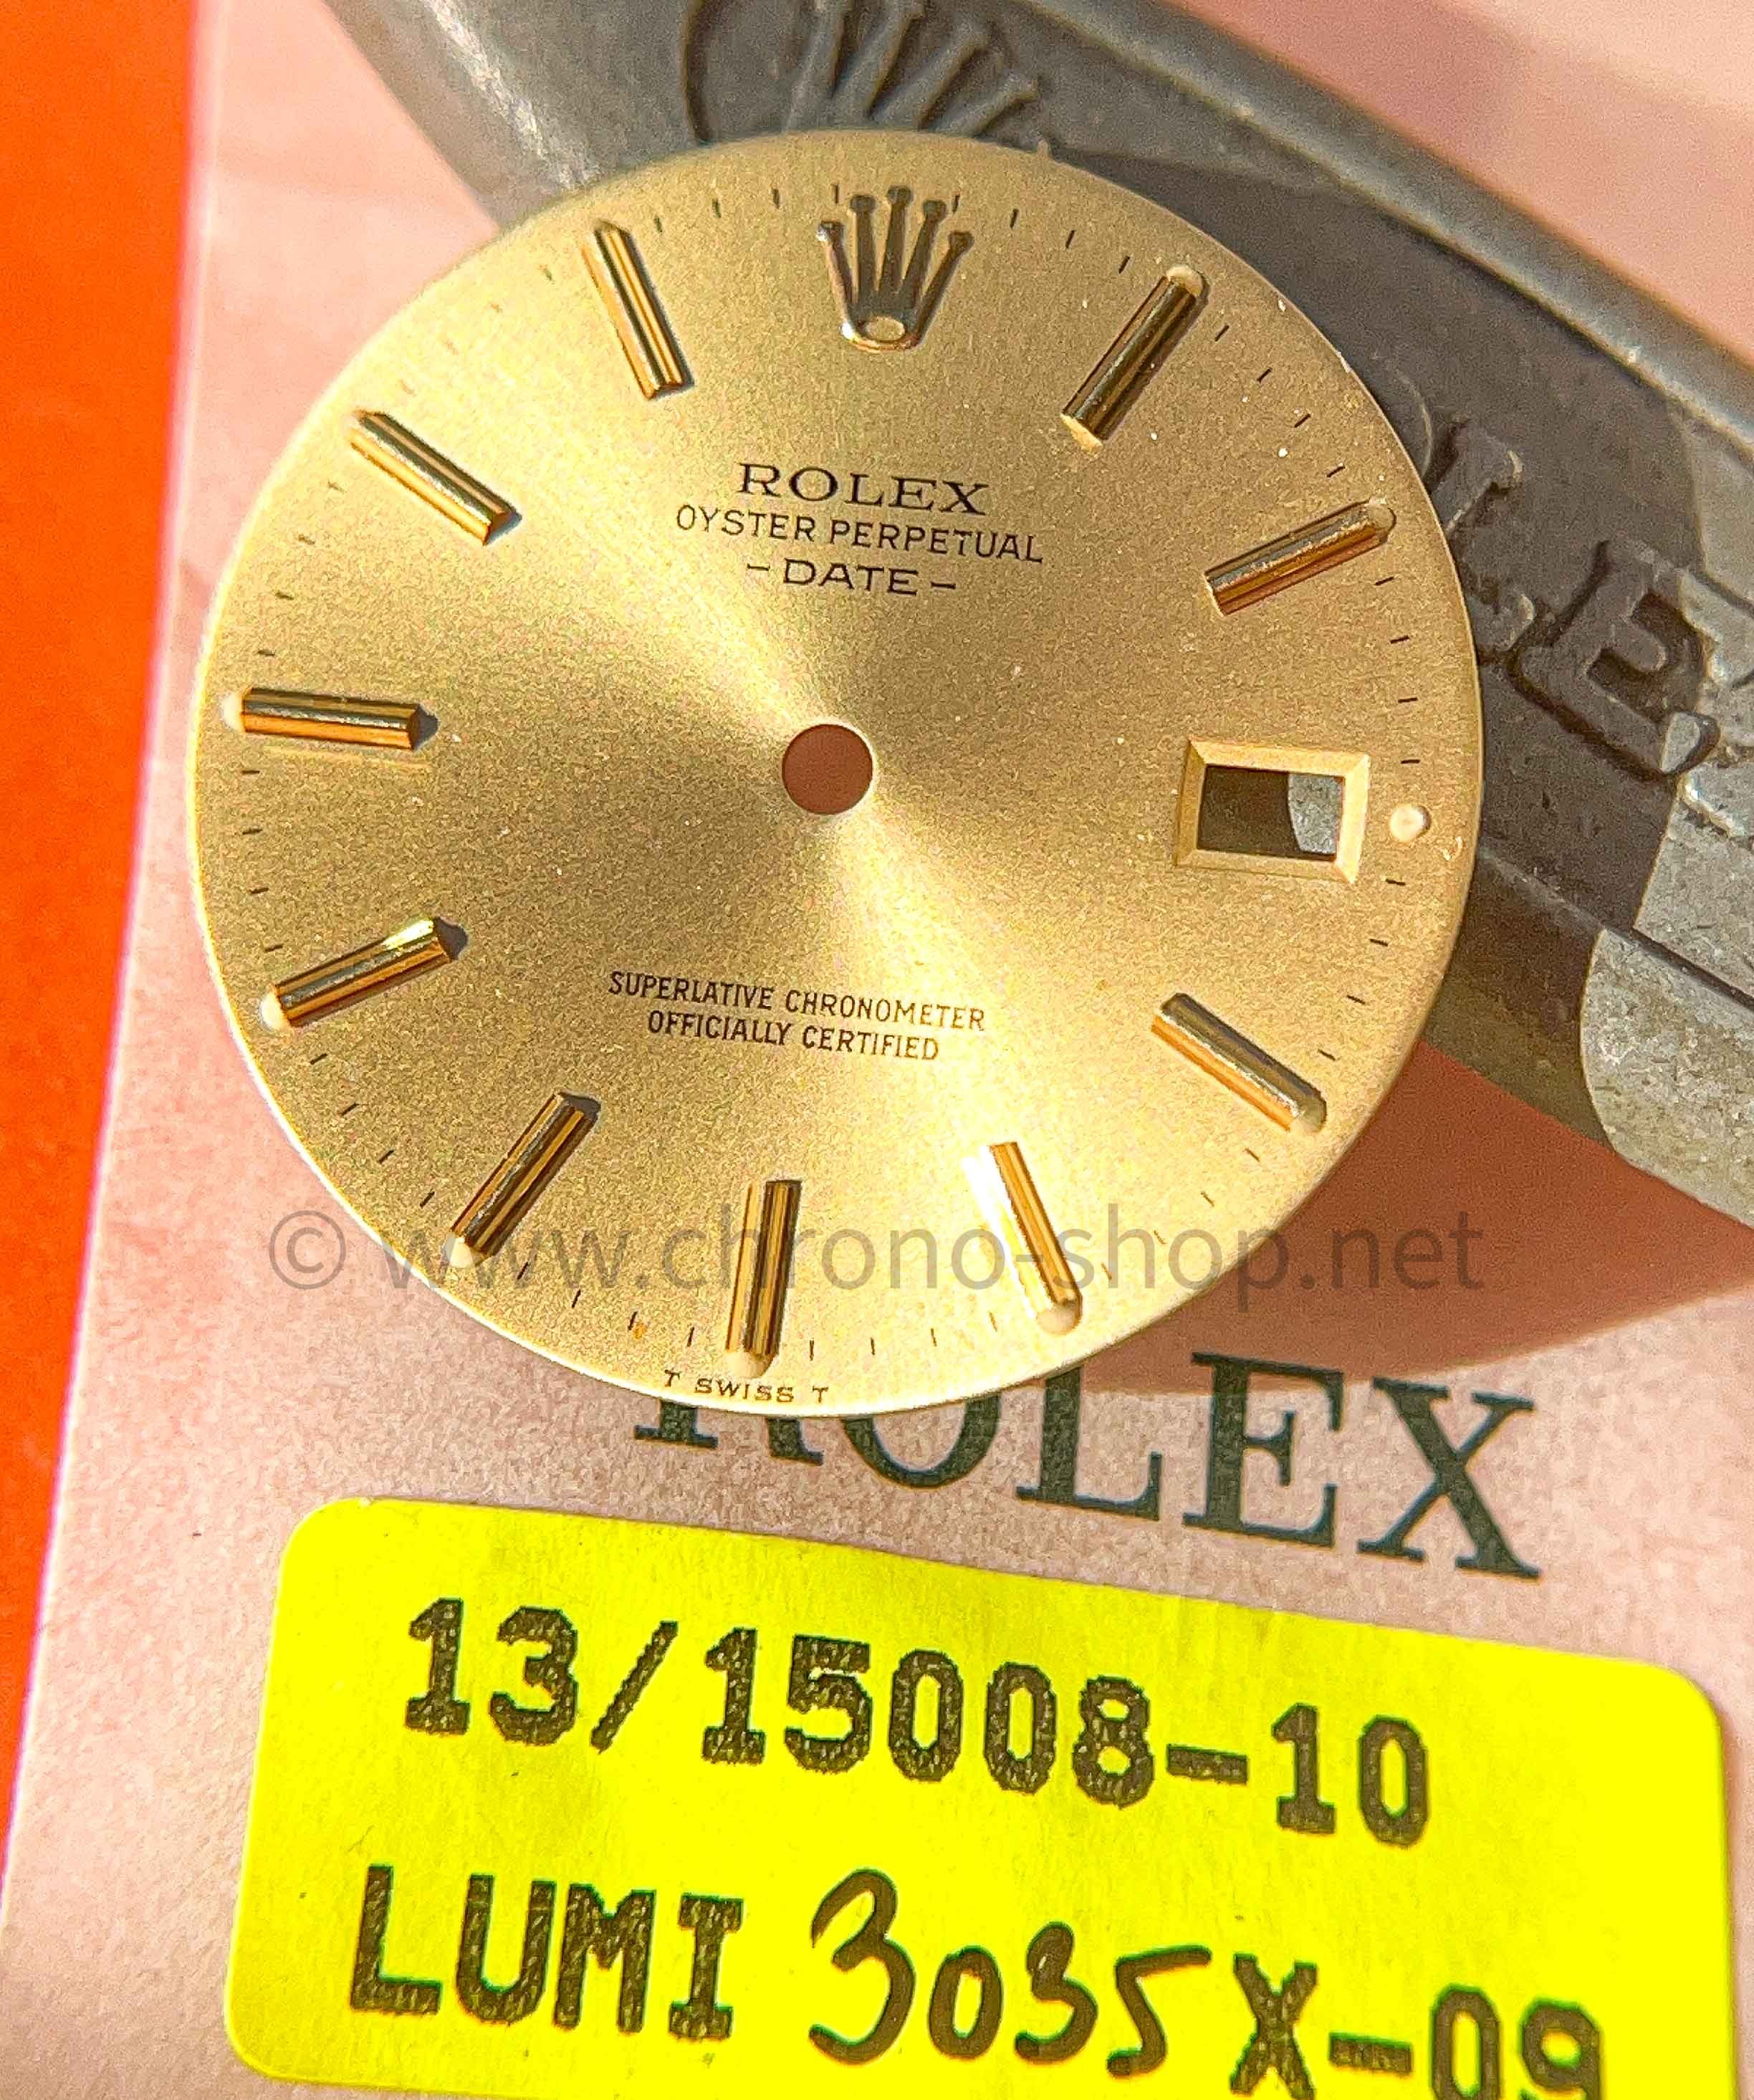 ROLEX
OYSTER PERPETUAL
-DATE-
SUPERLATIVE CHRONOMETER
OFFICIALLY CERTIFIED
T SWISS T
© www.chrono-shop.net
ROLEX
13/15008-10
LUMI 3035X-09